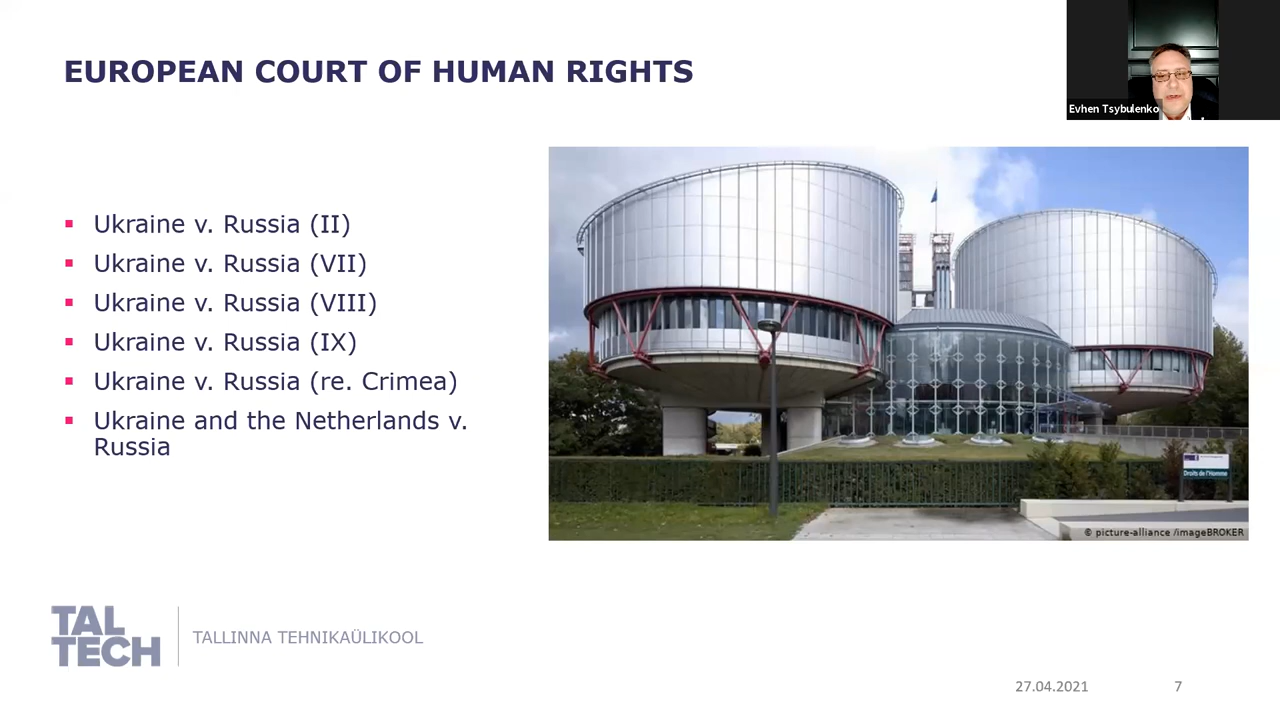 EUROPEAN COURT OF HUMAN RIGHTS
Evhen Tsybulenko
▪ Ukraine v. Russia (II)
▪ Ukraine v. Russia (VII)
▪ Ukraine v. Russia (VIII)
▪ Ukraine v. Russia (IX)
▪ Ukraine v. Russia (re. Crimea)
▪ Ukraine and the Netherlands v.
Russia
Droits de l'Homme
© picture-alliance /imageBROKER
TAL
TECH
TALLINNA TEHNIKAÜLIKOOL
27.04.2021
7